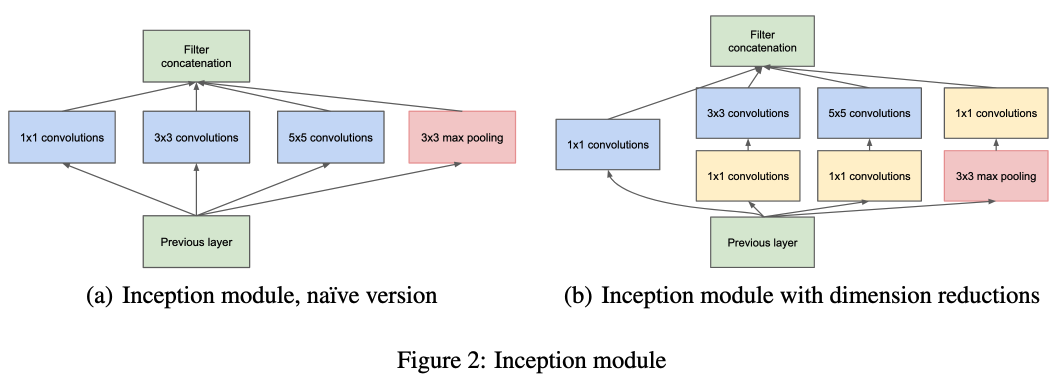 Filter
concatenation
1x1 convolutions
3x3 convolutions
5x5 convolutions
3x3 max pooling
Previous layer
(a) Inception module, naïve version
Filter
concatenation
3x3 convolutions
5x5 convolutions
1x1 convolutions
1x1 convolutions
1x1 convolutions
1x1 convolutions
3x3 max pooling
Previous layer
(b) Inception module with dimension reductions
Figure 2: Inception module